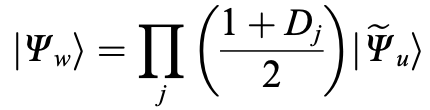 |Ψ_w⟩ = ∏_j ((1 + D_j)/2) |Ψ̃_u⟩